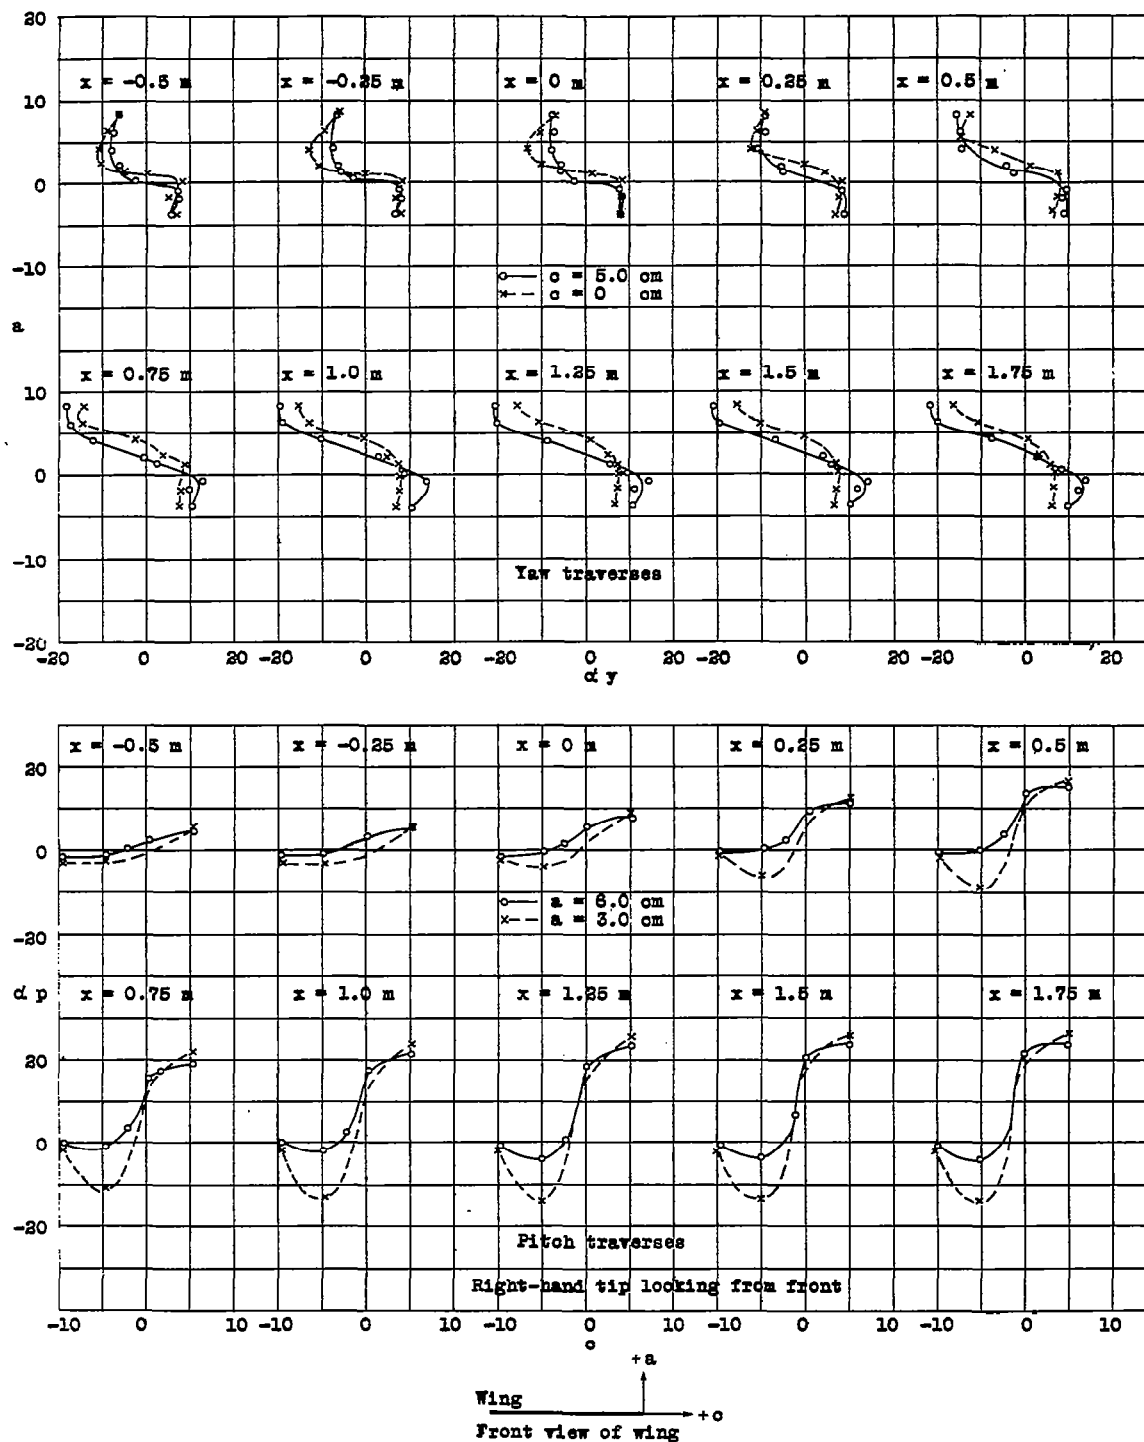 20
x = -0.5 m x = -0.25 m x = 0 m x = 0.25 m x = 0.5 m
10
0
-10
c = 5.0 cm
c = 0 cm
a
x = 0.75 m x = 1.0 m x = 1.25 m x = 1.5 m x = 1.75 m
10
0
-10
Yaw traverses
-20
-20 0 20 -20 0 20 -20 0 20 -20 0 20 -20 0 20
α y
x = -0.5 m x = -0.25 m x = 0 m x = 0.25 m x = 0.5 m
20
0
a = 6.0 cm
a = 3.0 cm
-20
α p
x = 0.75 m x = 1.0 m x = 1.25 m x = 1.5 m x = 1.75 m
20
0
-20
Pitch traverses
Right-hand tip looking from front
-10 0 10 -10 0 10 -10 0 10 -10 0 10 -10 0 10
c
+a
Wing
+c
Front view of wing